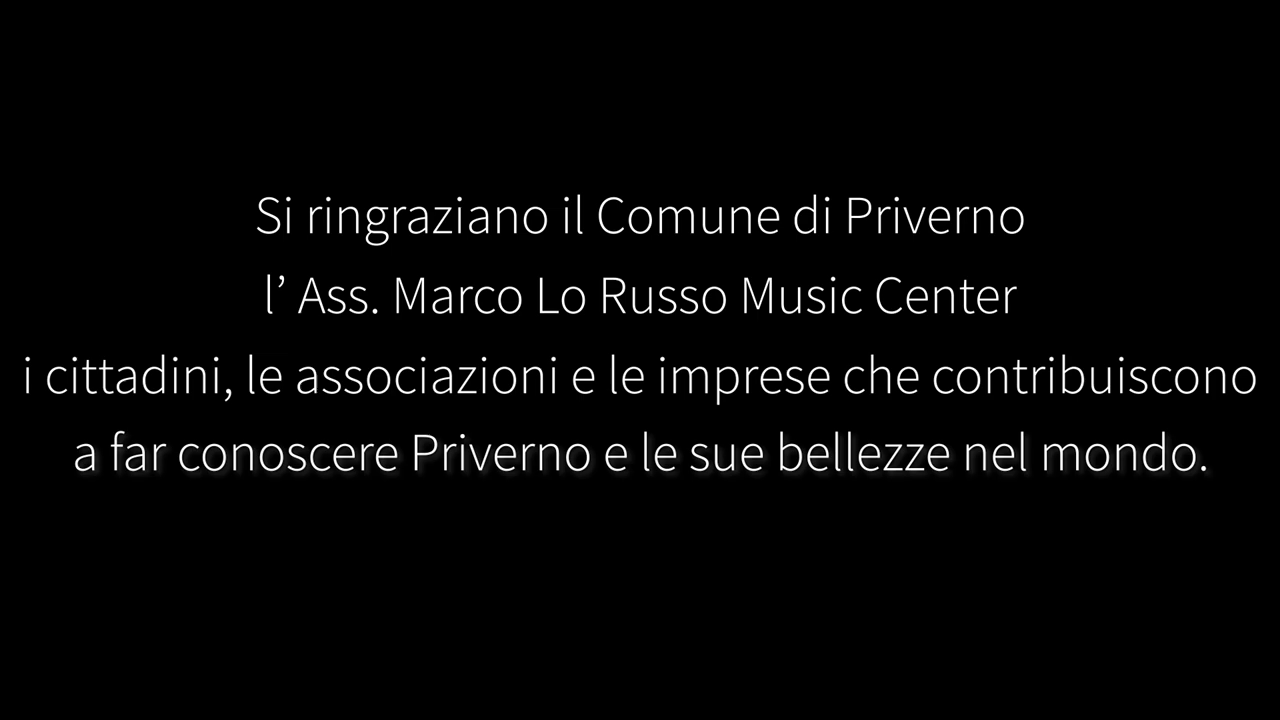 Si ringraziano il Comune di Priverno
l’ Ass. Marco Lo Russo Music Center
i cittadini, le associazioni e le imprese che contribuiscono
a far conoscere Priverno e le sue bellezze nel mondo.